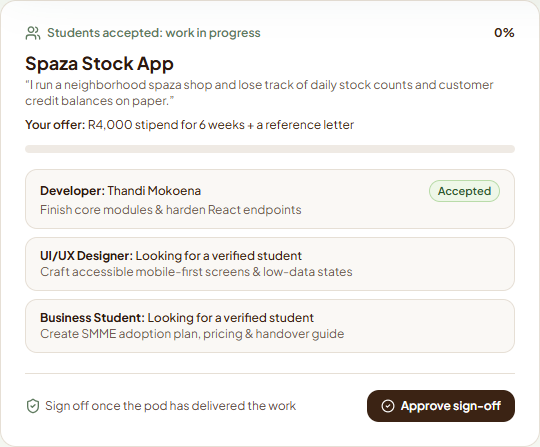 Students accepted: work in progress
0%
Spaza Stock App
"I run a neighborhood spaza shop and lose track of daily stock counts and customer
credit balances on paper."
Your offer: R4,000 stipend for 6 weeks + a reference letter
Developer: Thandi Mokoena
Accepted
Finish core modules & harden React endpoints
UI/UX Designer: Looking for a verified student
Craft accessible mobile-first screens & low-data states
Business Student: Looking for a verified student
Create SMME adoption plan, pricing & handover guide
Sign off once the pod has delivered the work
Approve sign-off